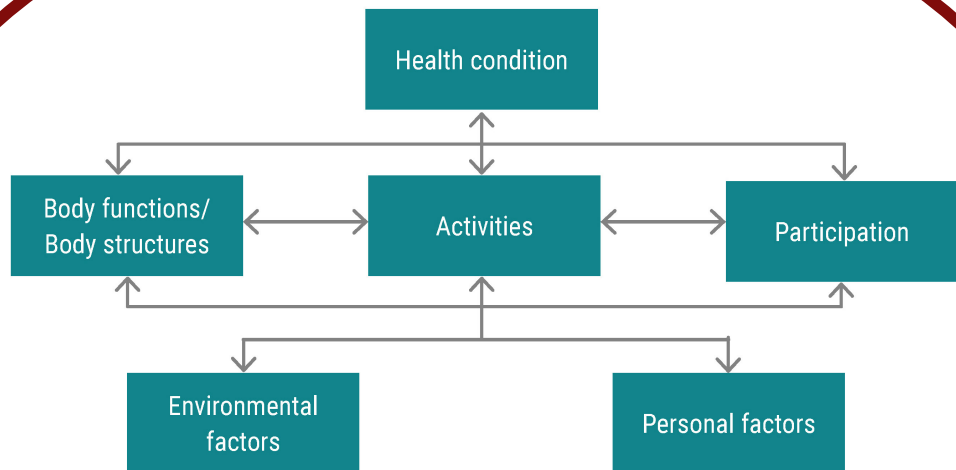 Health condition
Body functions/
Body structures
Activities
Participation
Environmental
factors
Personal factors